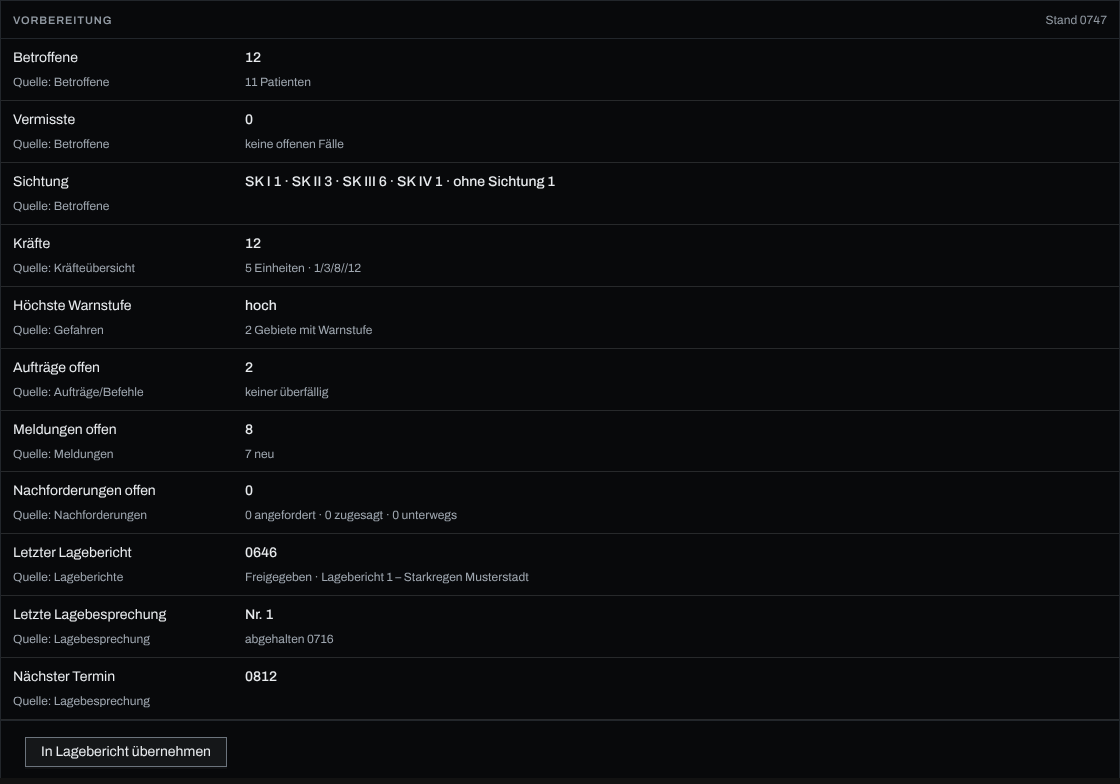 VORBEREITUNG Stand 0747
Betroffene 12
Quelle: Betroffene 11 Patienten
Vermisste 0
Quelle: Betroffene keine offenen Fälle
Sichtung SK I 1 · SK II 3 · SK III 6 · SK IV 1 · ohne Sichtung 1
Quelle: Betroffene
Kräfte 12
Quelle: Kräfteübersicht 5 Einheiten · 1/3/8//12
Höchste Warnstufe hoch
Quelle: Gefahren 2 Gebiete mit Warnstufe
Aufträge offen 2
Quelle: Aufträge/Befehle keiner überfällig
Meldungen offen 8
Quelle: Meldungen 7 neu
Nachforderungen offen 0
Quelle: Nachforderungen 0 angefordert · 0 zugesagt · 0 unterwegs
Letzter Lagebericht 0646
Quelle: Lageberichte Freigegeben · Lagebericht 1 – Starkregen Musterstadt
Letzte Lagebesprechung Nr. 1
Quelle: Lagebesprechung abgehalten 0716
Nächster Termin 0812
Quelle: Lagebesprechung
In Lagebericht übernehmen